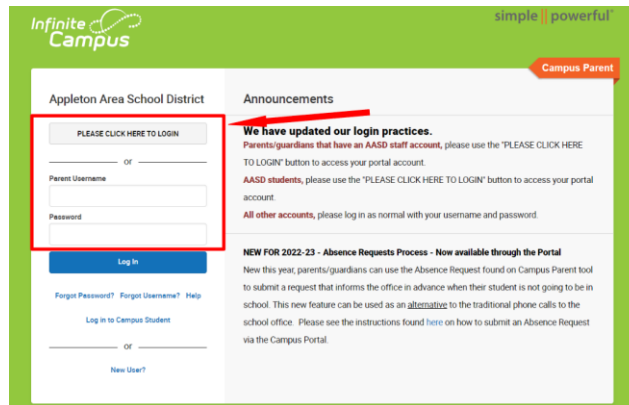 Infinite
Campus
simple || powerful
Campus Parent
Appleton Area School District
PLEASE CLICK HERE TO LOGIN
or
Parent Username
Password
Log In
Forgot Password? Forgot Username? Help
Log in to Campus Student
or
New User?
Announcements
We have updated our login practices.
Parents/guardians that have an AASD staff account, please use the "PLEASE CLICK HERE
TO LOGIN" button to access your portal account.
AASD students, please use the "PLEASE CLICK HERE TO LOGIN" button to access your portal
account.
All other accounts, please log in as normal with your username and password.
NEW FOR 2022-23 - Absence Requests Process - Now available through the Portal
New this year, parents/guardians can use the Absence Request found on Campus Parent tool
to submit a request that informs the office in advance when their student is not going to be in
school. This new feature can be used as an alternative to the traditional phone calls to the
school office. Please see the instructions found here on how to submit an Absence Request
via the Campus Portal.